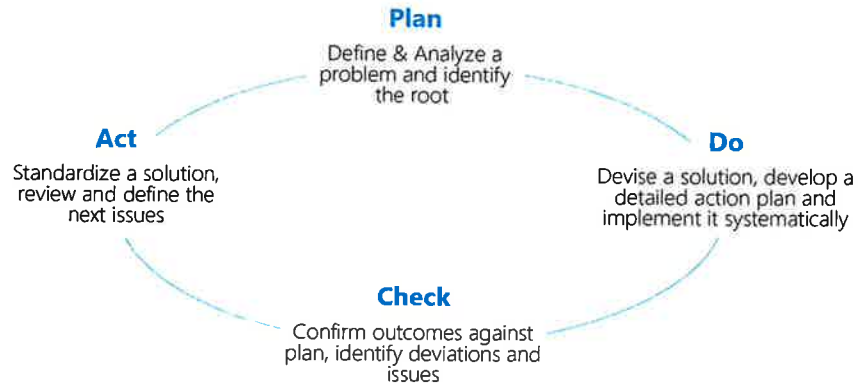 Plan
Define & Analyze a
problem and identify
the root
Act
Standardize a solution,
review and define the
next issues
Do
Devise a solution, develop a
detailed action plan and
implement it systematically
Check
Confirm outcomes against
plan, identify deviations and
issues